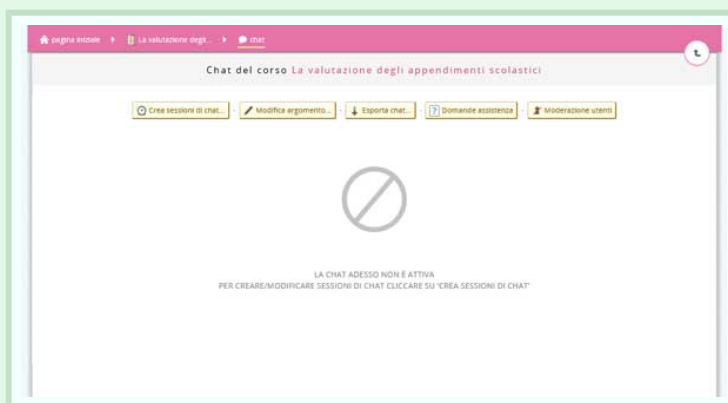 pagina iniziale La valutazione degli... chat
Chat del corso La valutazione degli appendimenti scolastici
Crea sessioni di chat... - Modifica argomento... - Esporta chat... - Domande assistenza - Moderazione utenti
LA CHAT ADESSO NON È ATTIVA
PER CREARE/MODIFICARE SESSIONI DI CHAT CLICCARE SU 'CREA SESSIONI DI CHAT'